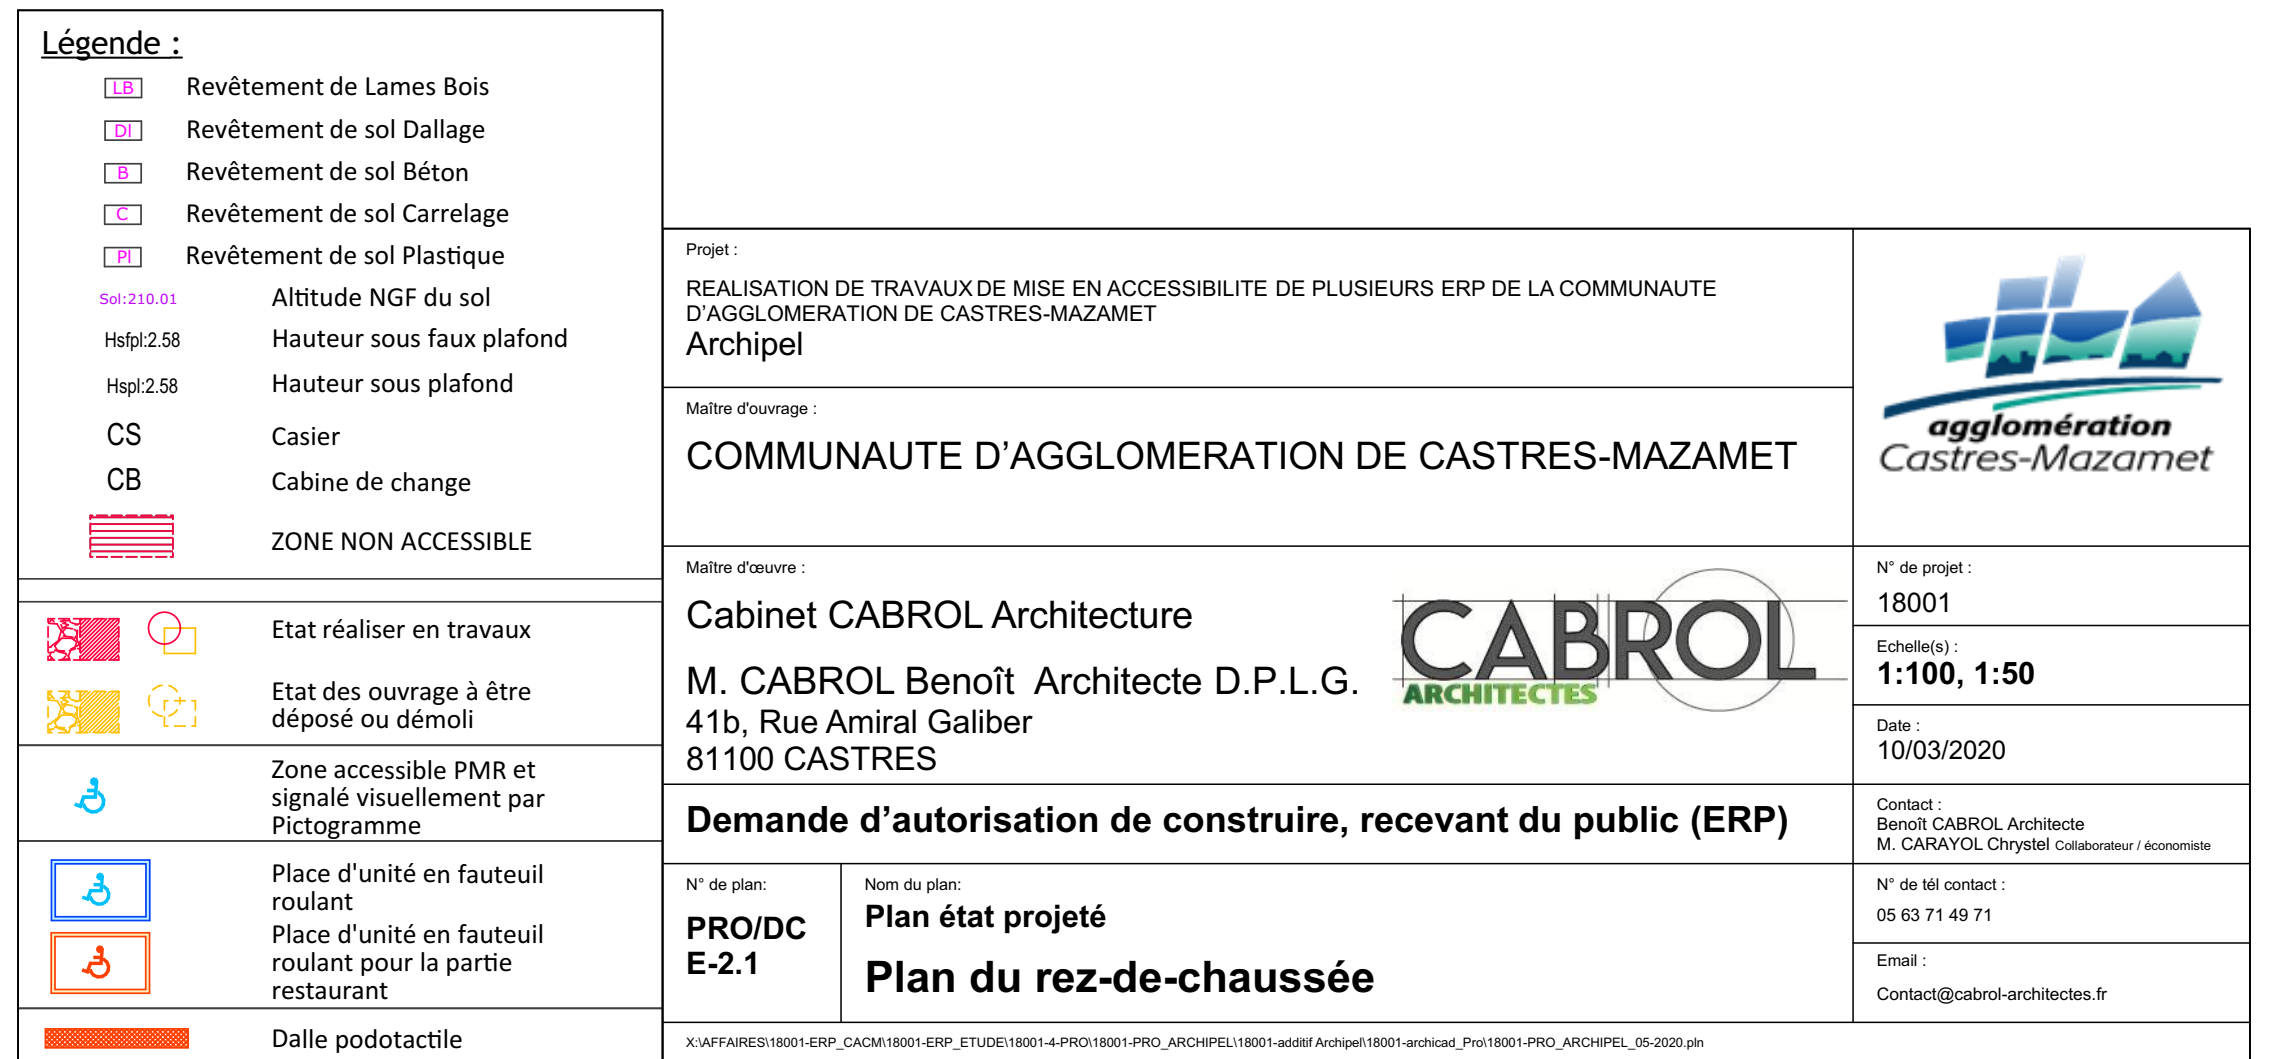 Légende :
LB Revêtement de Lames Bois
Dl Revêtement de sol Dallage
B Revêtement de sol Béton
C Revêtement de sol Carrelage
Pl Revêtement de sol Plastique
Sol:210.01 Altitude NGF du sol
Hsfpl:2.58 Hauteur sous faux plafond
Hspl:2.58 Hauteur sous plafond
CS Casier
CB Cabine de change
ZONE NON ACCESSIBLE
Etat réaliser en travaux
Etat des ouvrage à être
déposé ou démoli
Zone accessible PMR et
signalé visuellement par
Pictogramme
Place d'unité en fauteuil
roulant
Place d'unité en fauteuil
roulant pour la partie
restaurant
Dalle podotactile
Projet :
REALISATION DE TRAVAUX DE MISE EN ACCESSIBILITE DE PLUSIEURS ERP DE LA COMMUNAUTE
D'AGGLOMERATION DE CASTRES-MAZAMET
Archipel
Maître d'ouvrage :
COMMUNAUTE D'AGGLOMERATION DE CASTRES-MAZAMET
Maître d'œuvre :
Cabinet CABROL Architecture
M. CABROL Benoît Architecte D.P.L.G.
41b, Rue Amiral Galiber
81100 CASTRES
CABROL
ARCHITECTES
Demande d'autorisation de construire, recevant du public (ERP)
N° de plan:
PRO/DC
E-2.1
Nom du plan:
Plan état projeté
Plan du rez-de-chaussée
agglomération
Castres-Mazamet
N° de projet :
18001
Echelle(s) :
1:100, 1:50
Date :
10/03/2020
Contact :
Benoît CABROL Architecte
M. CARAYOL Chrystel Collaborateur / économiste
N° de tél contact :
05 63 71 49 71
Email :
Contact@cabrol-architectes.fr
X:\AFFAIRES\18001-ERP_CACM\18001-ERP_ETUDE\18001-4-PRO\18001-PRO_ARCHIPEL\18001-additif Archipel\18001-archicad_Pro\18001-PRO_ARCHIPEL_05-2020.pln